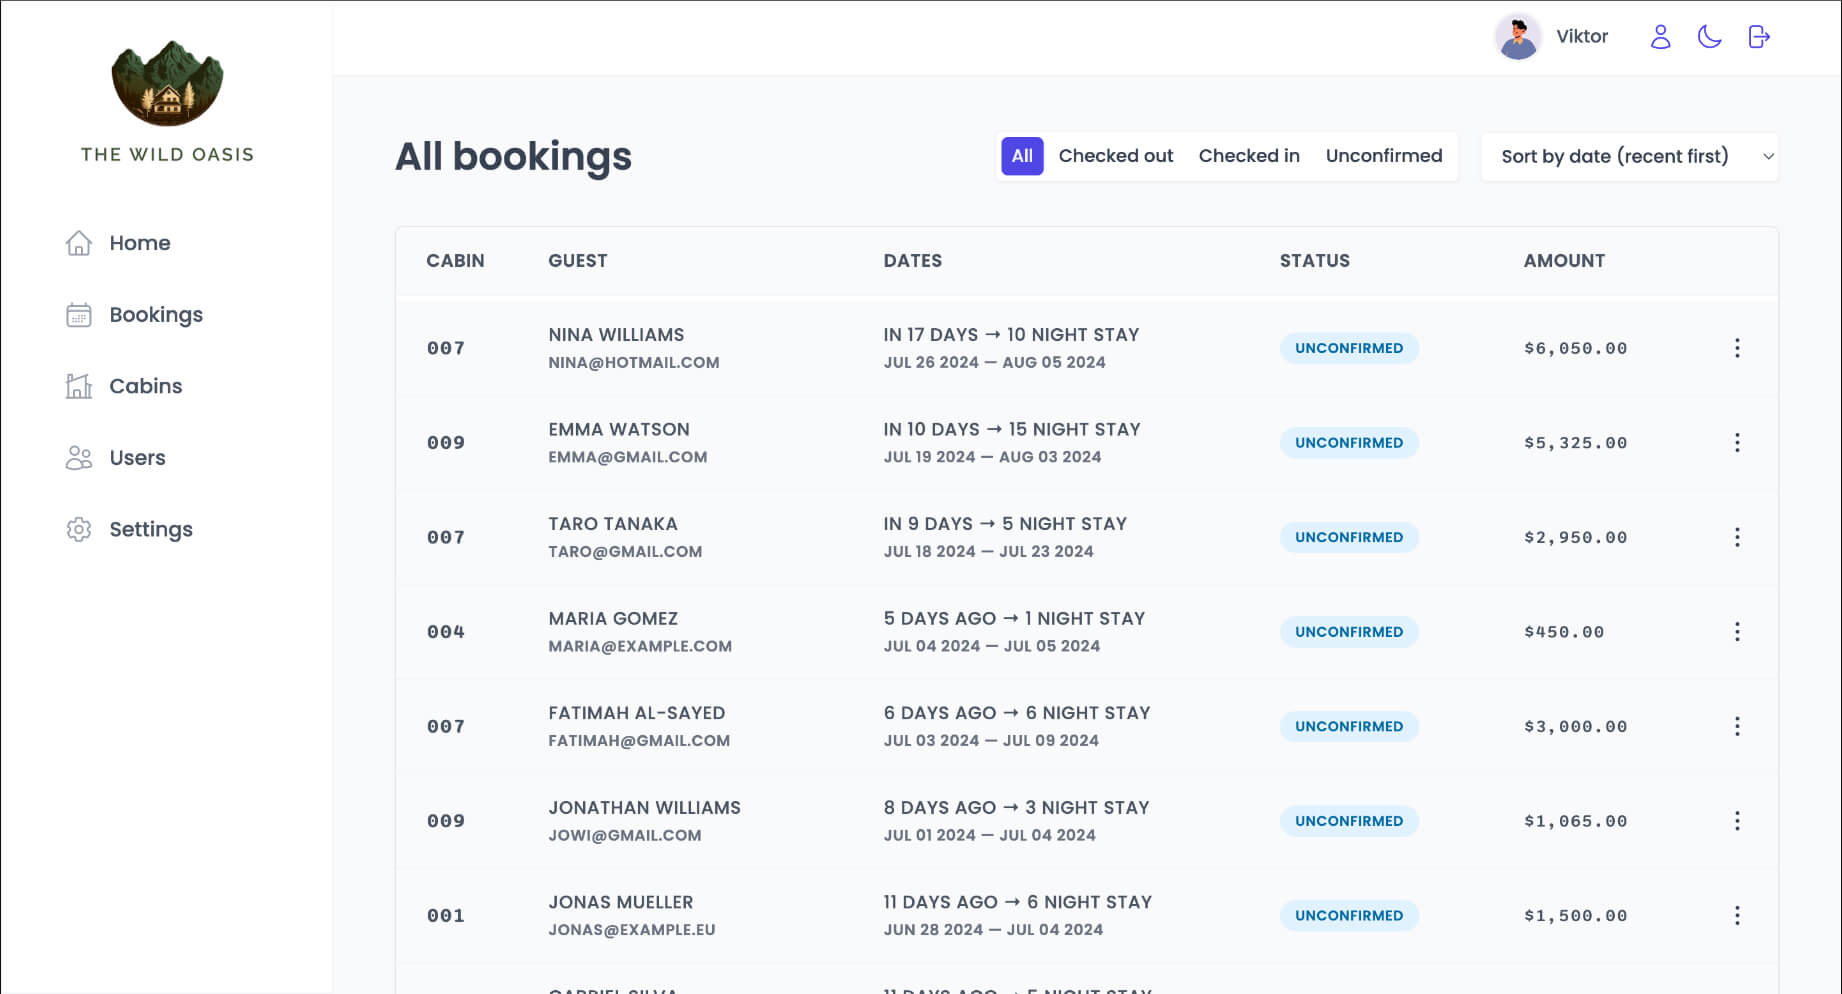 THE WILD OASIS
Home
Bookings
Cabins
Users
Settings
Viktor
All bookings
All Checked out Checked in Unconfirmed
Sort by date (recent first)
CABIN GUEST DATES STATUS AMOUNT
007 NINA WILLIAMS IN 17 DAYS → 10 NIGHT STAY UNCONFIRMED $6,050.00
NINA@HOTMAIL.COM JUL 26 2024 — AUG 05 2024
009 EMMA WATSON IN 10 DAYS → 15 NIGHT STAY UNCONFIRMED $5,325.00
EMMA@GMAIL.COM JUL 19 2024 — AUG 03 2024
007 TARO TANAKA IN 9 DAYS → 5 NIGHT STAY UNCONFIRMED $2,950.00
TARO@GMAIL.COM JUL 18 2024 — JUL 23 2024
004 MARIA GOMEZ 5 DAYS AGO → 1 NIGHT STAY UNCONFIRMED $450.00
MARIA@EXAMPLE.COM JUL 04 2024 — JUL 05 2024
007 FATIMAH AL-SAYED 6 DAYS AGO → 6 NIGHT STAY UNCONFIRMED $3,000.00
FATIMAH@GMAIL.COM JUL 03 2024 — JUL 09 2024
009 JONATHAN WILLIAMS 8 DAYS AGO → 3 NIGHT STAY UNCONFIRMED $1,065.00
JOWI@GMAIL.COM JUL 01 2024 — JUL 04 2024
001 JONAS MUELLER 11 DAYS AGO → 6 NIGHT STAY UNCONFIRMED $1,500.00
JONAS@EXAMPLE.EU JUN 28 2024 — JUL 04 2024